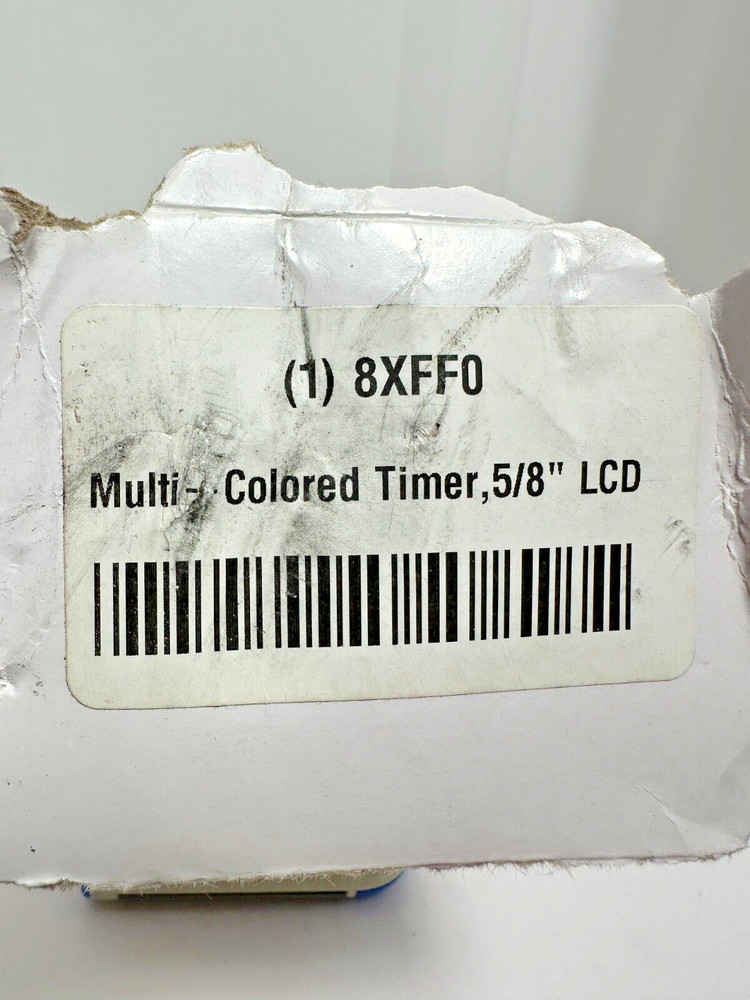 (1) 8XFF0
Multi- Colored Timer,5/8" LCD